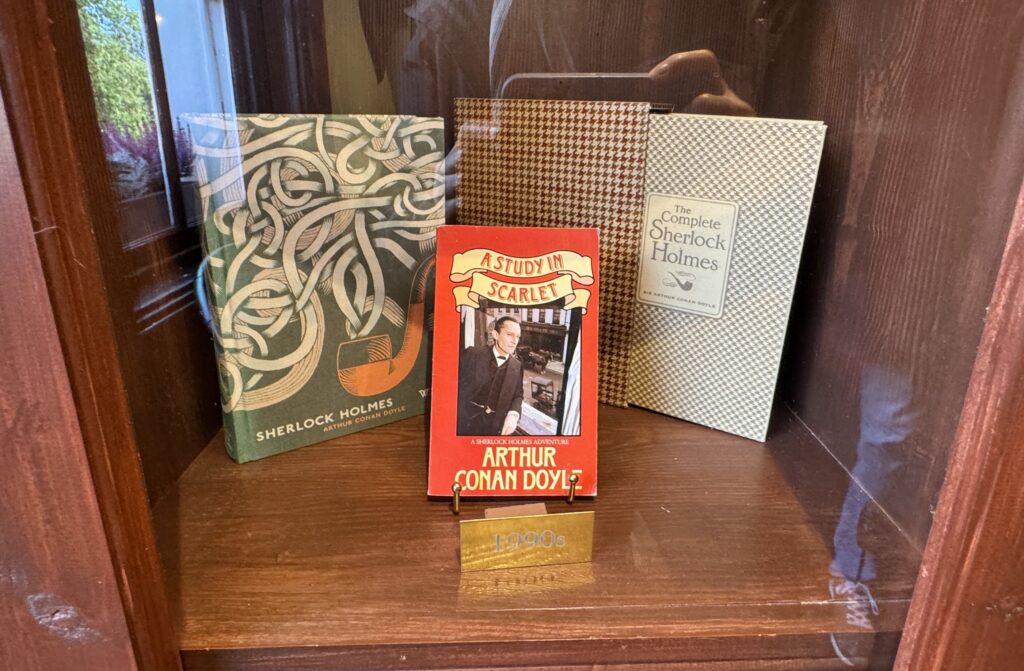 SHERLOCK HOLMES
ARTHUR CONAN DOYLE
A STUDY IN
SCARLET
A SHERLOCK HOLMES ADVENTURE
ARTHUR
CONAN DOYLE
The
Complete
Sherlock
Holmes
SIR ARTHUR CONAN DOYLE
1990s